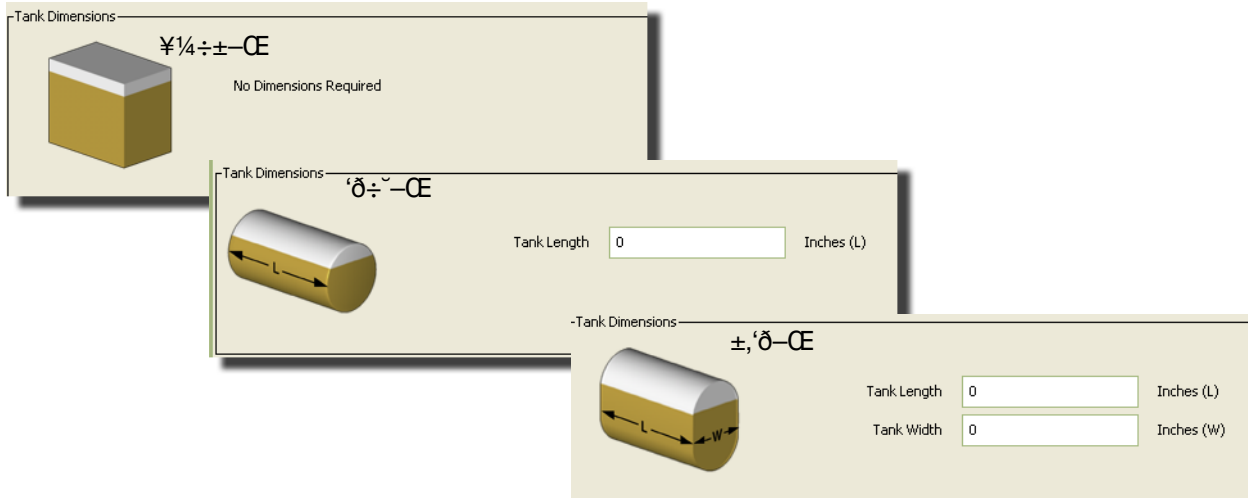 Tank Dimensions
¥¼÷±–Œ
No Dimensions Required
Tank Dimensions
‘ð÷˘–Œ
L
Tank Length 0 Inches (L)
-Tank Dimensions
±‚‘ð–Œ
L W
Tank Length 0 Inches (L)
Tank Width 0 Inches (W)